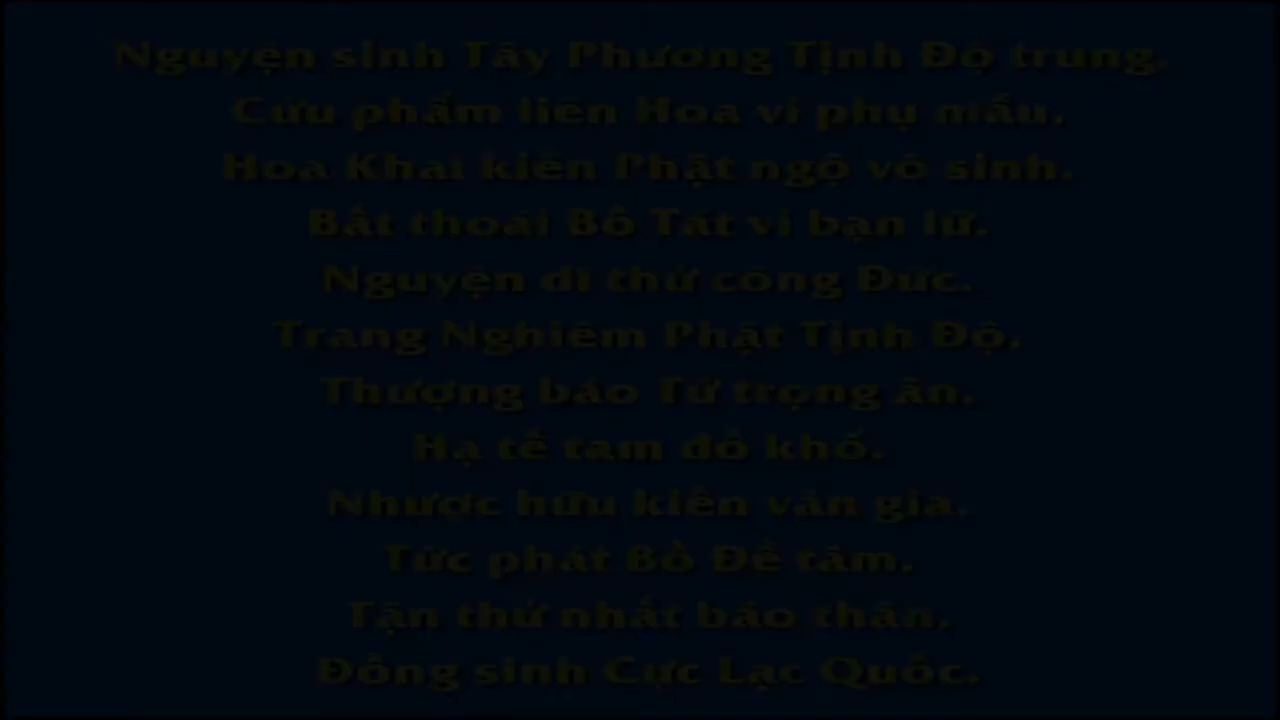 Nguyện sinh Tây Phương Tịnh Độ trung.
Cửu phẩm liên Hoa vi phụ mẫu.
Hoa Khai kiến Phật ngộ vô sinh.
Bất thoái Bồ Tát vi bạn lữ.
Nguyện dĩ thử công Đức.
Trang Nghiêm Phật Tịnh Độ.
Thượng báo Tứ trọng ân.
Hạ tế tam đồ khổ.
Nhược hữu kiến văn gia.
Tức phát Bồ Đề tâm.
Tận thử nhất báo thân.
Đồng sinh Cực Lạc Quốc.